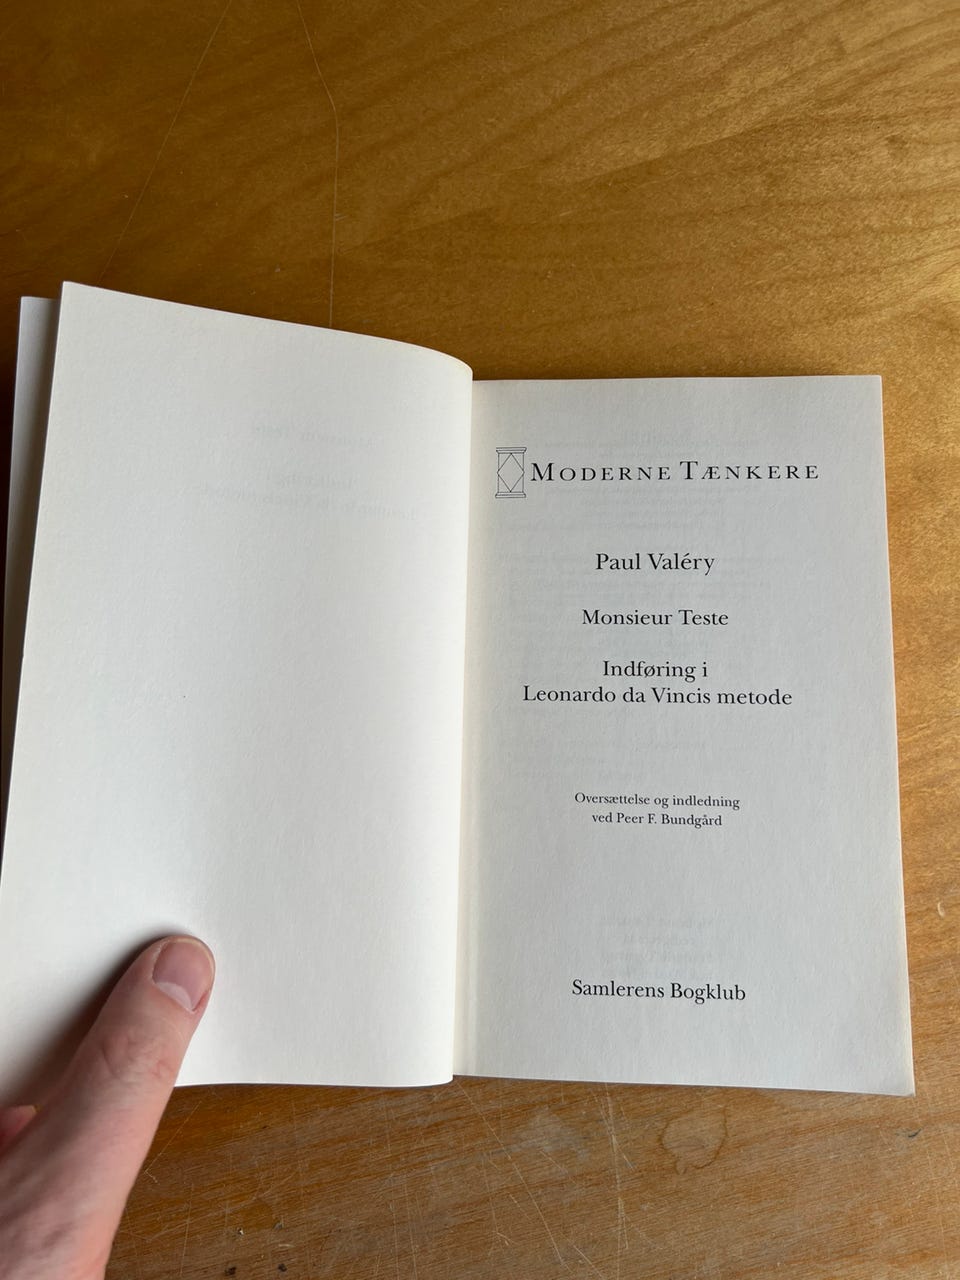 MODERNE TÆNKERE
Paul Valéry
Monsieur Teste
Indføring i
Leonardo da Vincis metode
Oversættelse og indledning
ved Peer F. Bundgård
Samlerens Bogklub